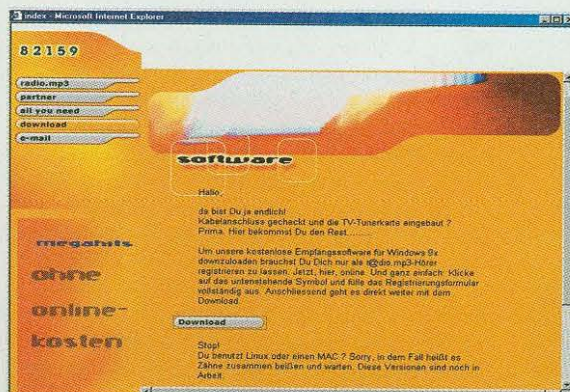 index - Microsoft Internet Explorer
82159
radio.mp3
partner
all you need
download
e-mail
software
Hallo,
da bist Du ja endlich!
Kabelanschluss gecheckt und die TV-Tunerkarte eingebaut ?
Prima. Hier bekommst Du den Rest.........
Um unsere kostenlose Empfangssoftware für Windows 9x
downzuloaden brauchst Du Dich nur als r@dio.mp3-Hörer
registrieren zu lassen. Jetzt, hier, online. Und ganz einfach: Klicke
auf das untenstehende Symbol und fülle das Registrierungsformular
vollständig aus. Anschliessend geht es direkt weiter mit dem
Download.
Download
Stop!
Du benutzt Linux oder einen MAC ? Sorry, in dem Fall heißt es
Zähne zusammen beißen und warten. Diese Versionen sind noch in
Arbeit.
megahits
ohne
online-
kosten